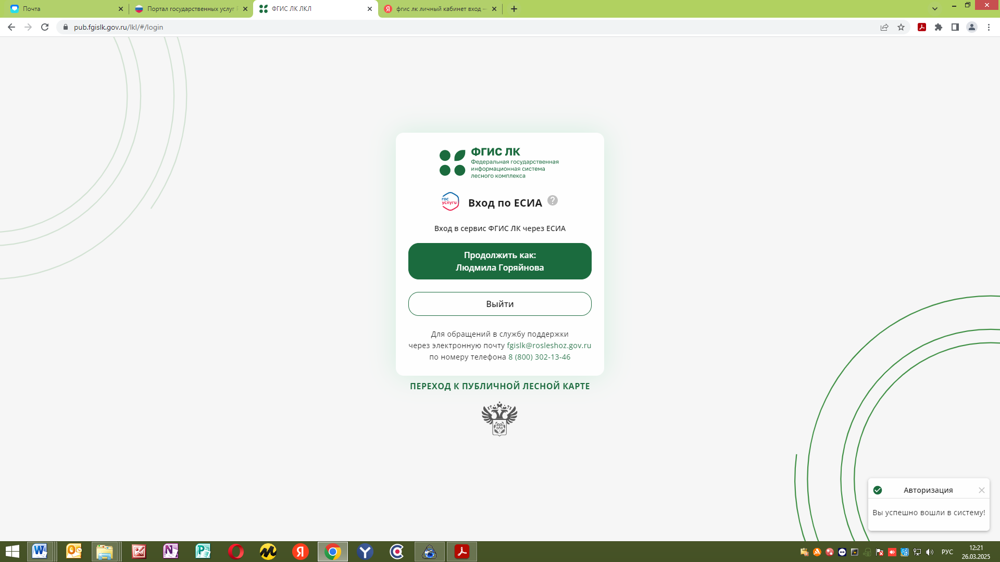 Почта
Портал государственных услуг
ФГИС ЛК ЛКЛ
фгис лк личный кабинет вход —
pub.fgislk.gov.ru/lkl/#/login
ФГИС ЛК
Федеральная государственная
информационная система
лесного комплекса
гос
услуги
Вход по ЕСИА
?
Вход в сервис ФГИС ЛК через ЕСИА
Продолжить как:
Людмила Горяйнова
Выйти
Для обращений в службу поддержки
через электронную почту fgislk@rosleshoz.gov.ru
по номеру телефона 8 (800) 302-13-46
ПЕРЕХОД К ПУБЛИЧНОЙ ЛЕСНОЙ КАРТЕ
Авторизация
Вы успешно вошли в систему!
РУС
12:21
26.03.2025